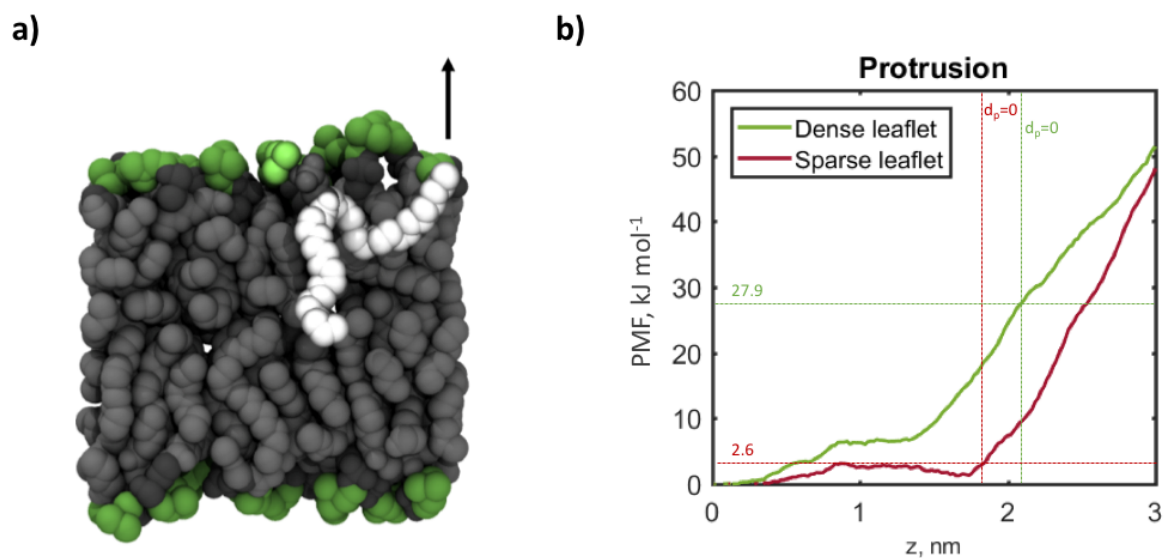 a)
b)
Protrusion
60
50
40
30
20
10
0
PMF, kJ mol⁻¹
dₚ=0
dₚ=0
Dense leaflet
Sparse leaflet
27.9
2.6
0
1
2
3
z, nm